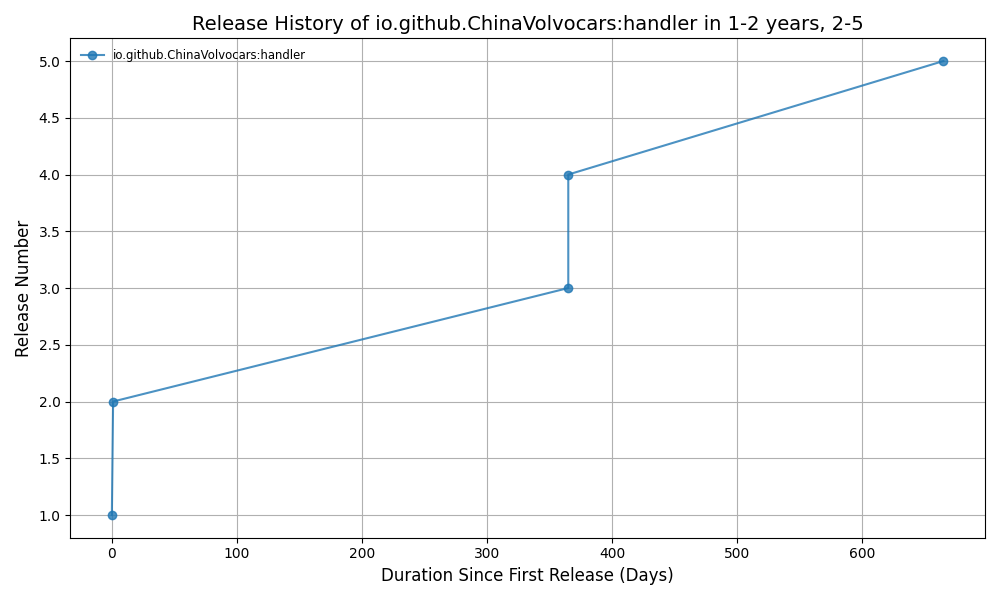 Release History of io.github.ChinaVolvocars:handler in 1-2 years, 2-5
io.github.ChinaVolvocars:handler
Release Number
5.0
4.5
4.0
3.5
3.0
2.5
2.0
1.5
1.0
0 100 200 300 400 500 600
Duration Since First Release (Days)